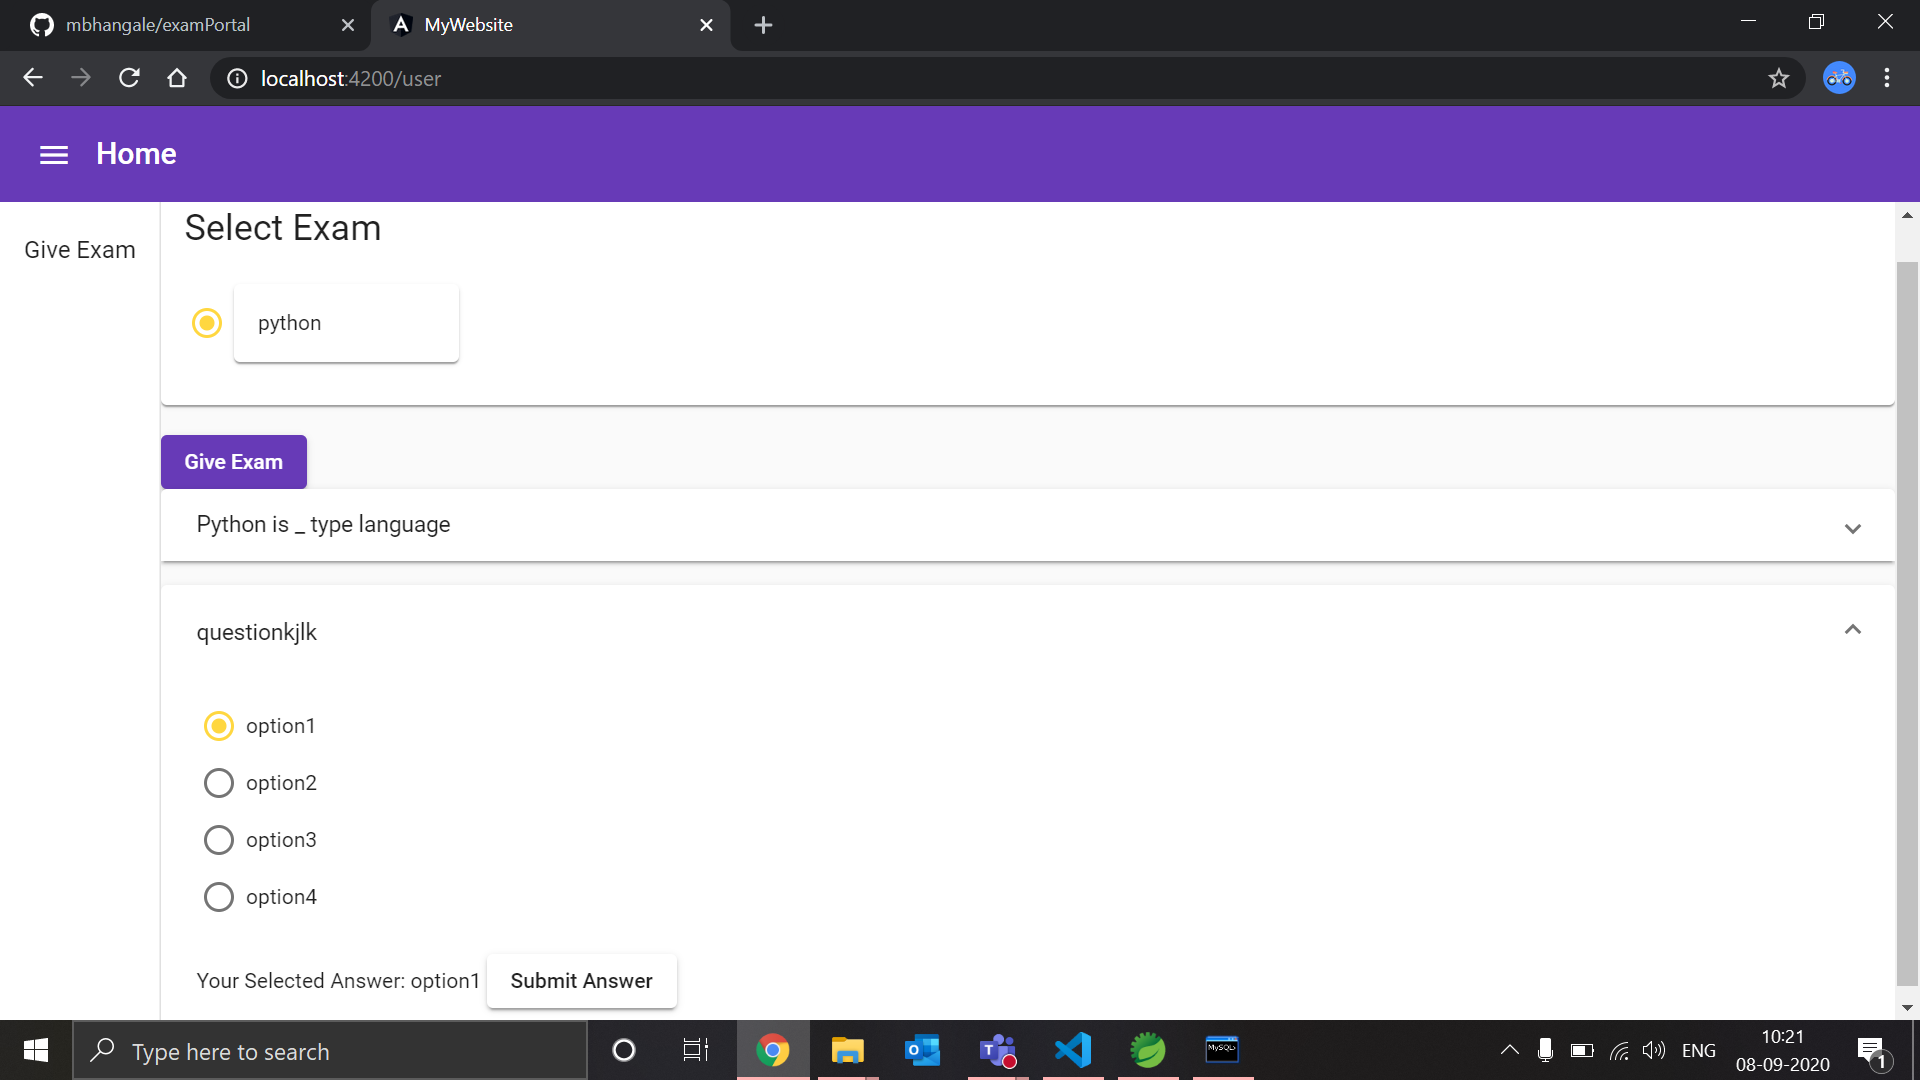 mbhangale/examPortal
MyWebsite
localhost:4200/user
Home
Give Exam
Select Exam
python
Give Exam
Python is _ type language
questionkjlk
option1
option2
option3
option4
Your Selected Answer: option1
Submit Answer
Type here to search
MySQL>
ENG
10:21
08-09-2020
1